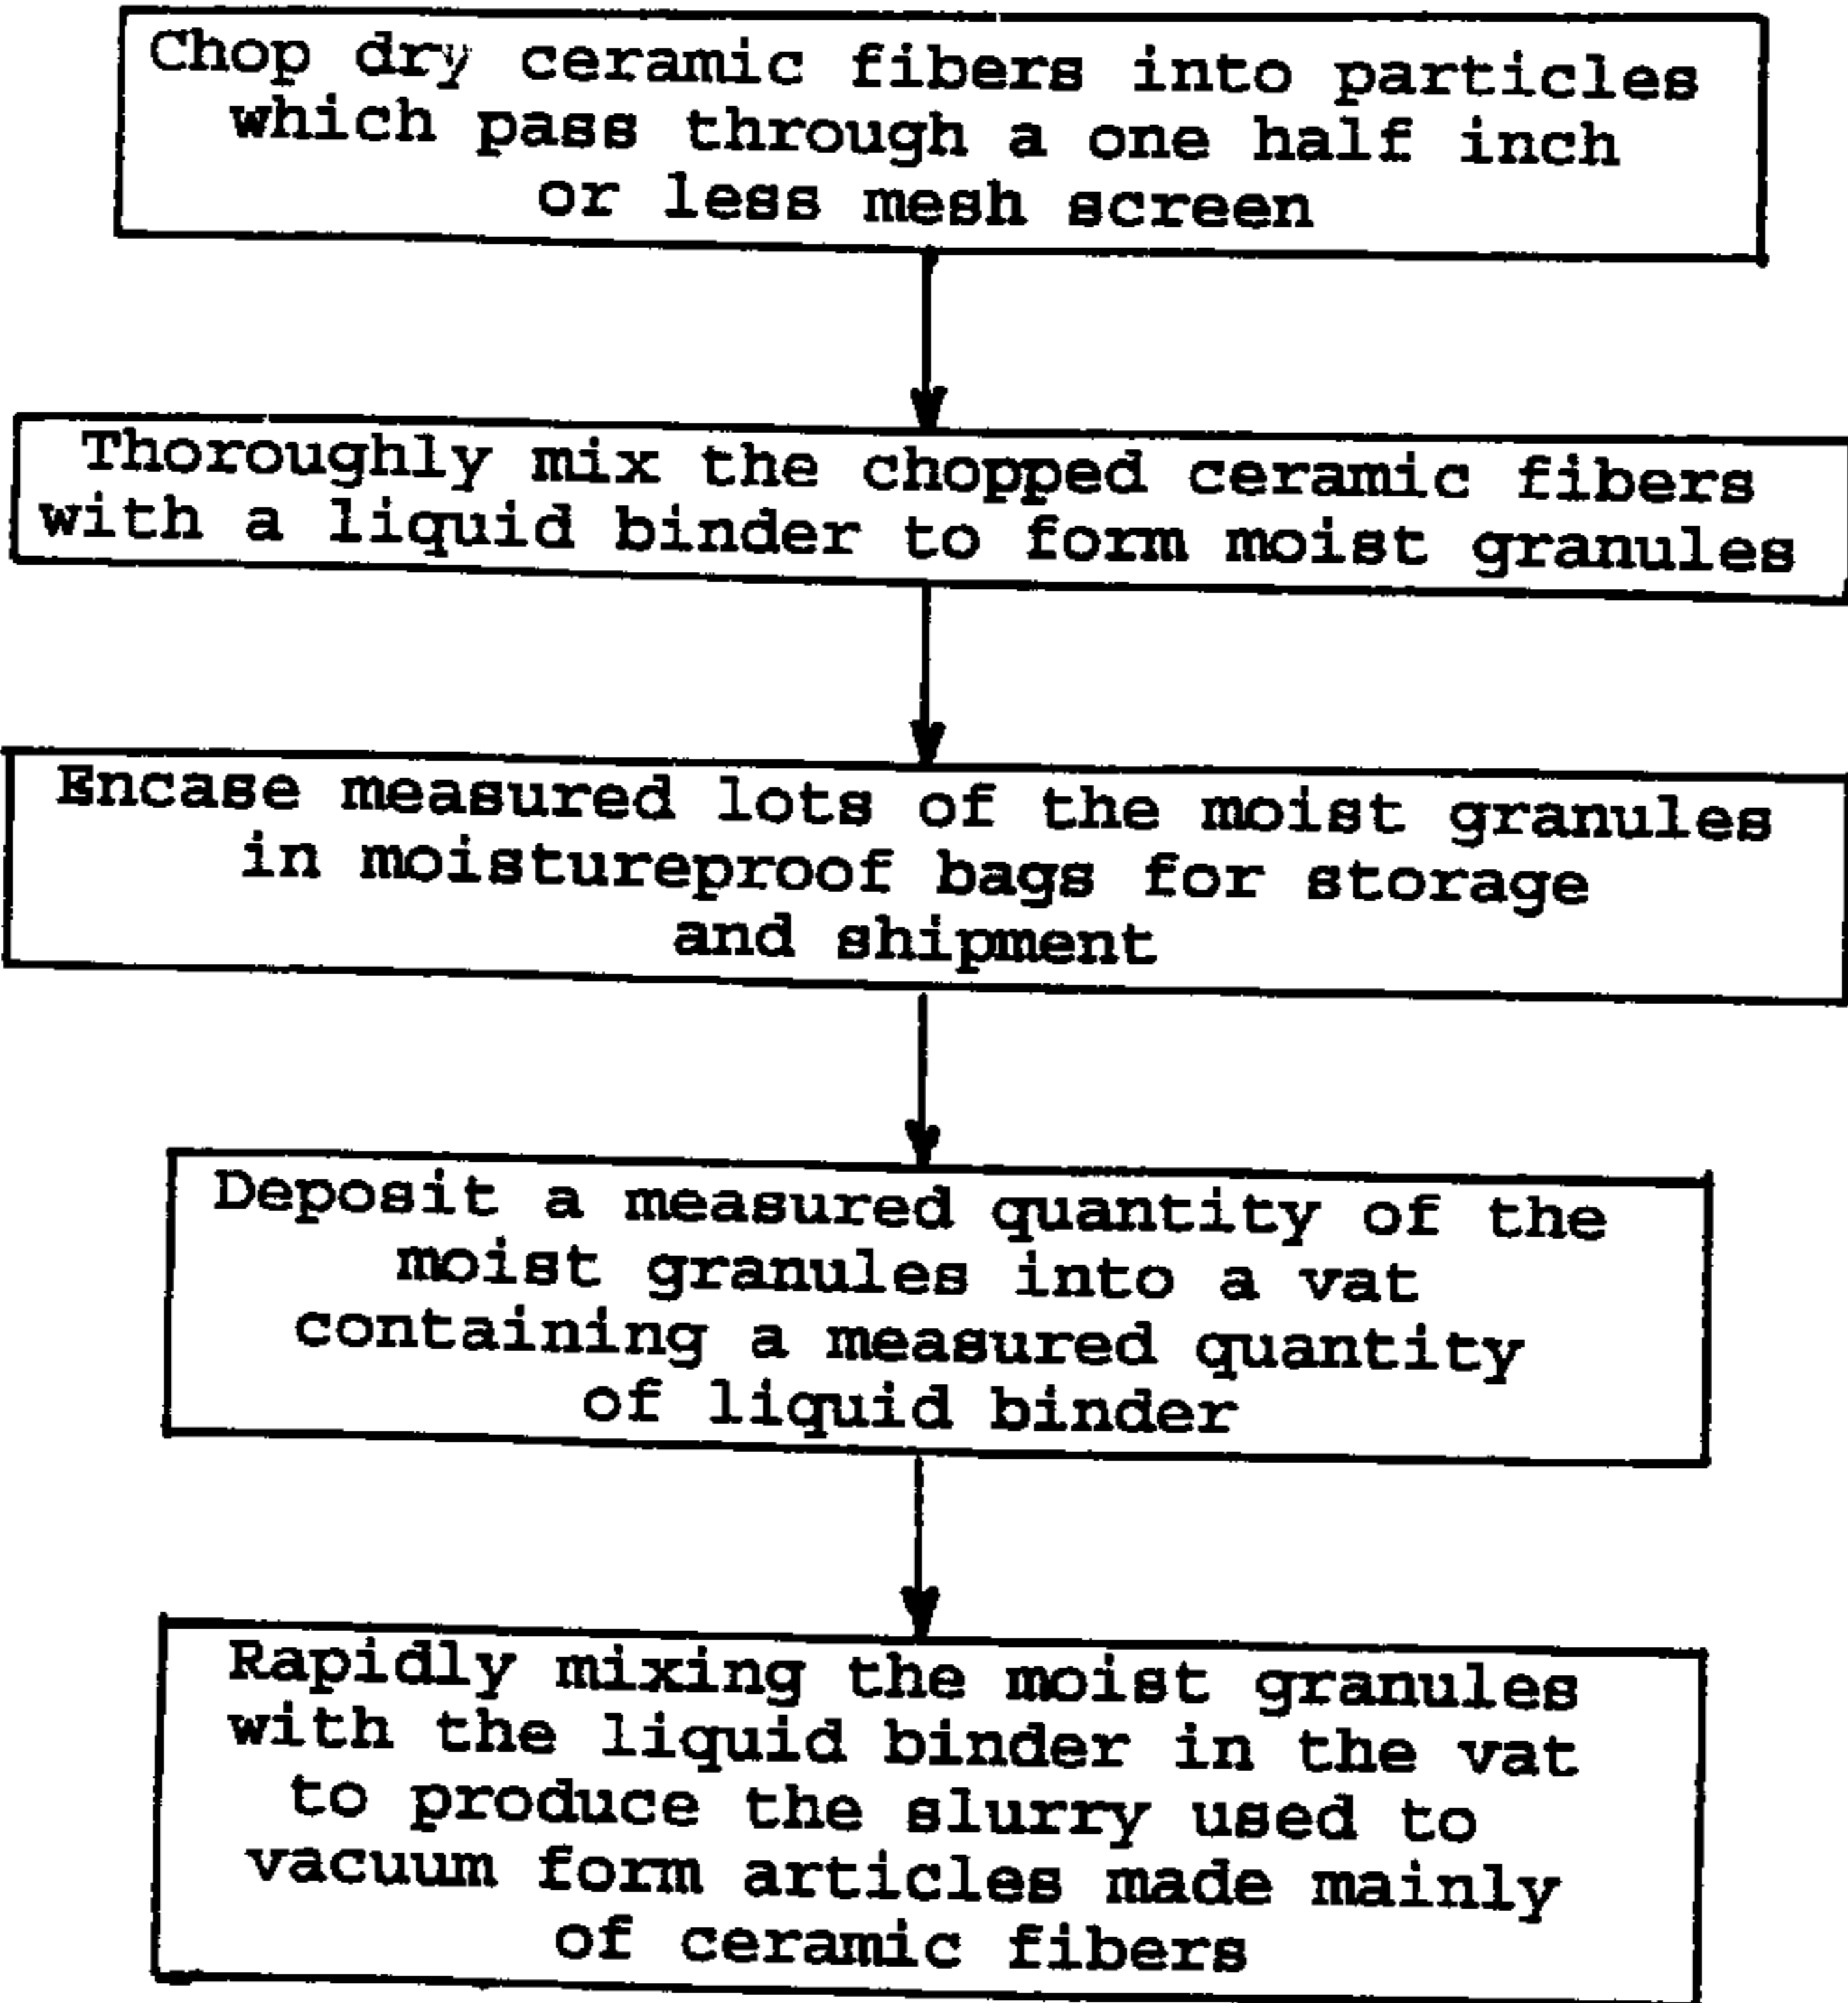 Chop dry ceramic fibers into particles
which pass through a one half inch
or less mesh screen
Thoroughly mix the chopped ceramic fibers
with a liquid binder to form moist granules
Encase measured lots of the moist granules
in moistureproof bags for storage
and shipment
Deposit a measured quantity of the
moist granules into a vat
containing a measured quantity
of liquid binder
Rapidly mixing the moist granules
with the liquid binder in the vat
to produce the slurry used to
vacuum form articles made mainly
of ceramic fibers